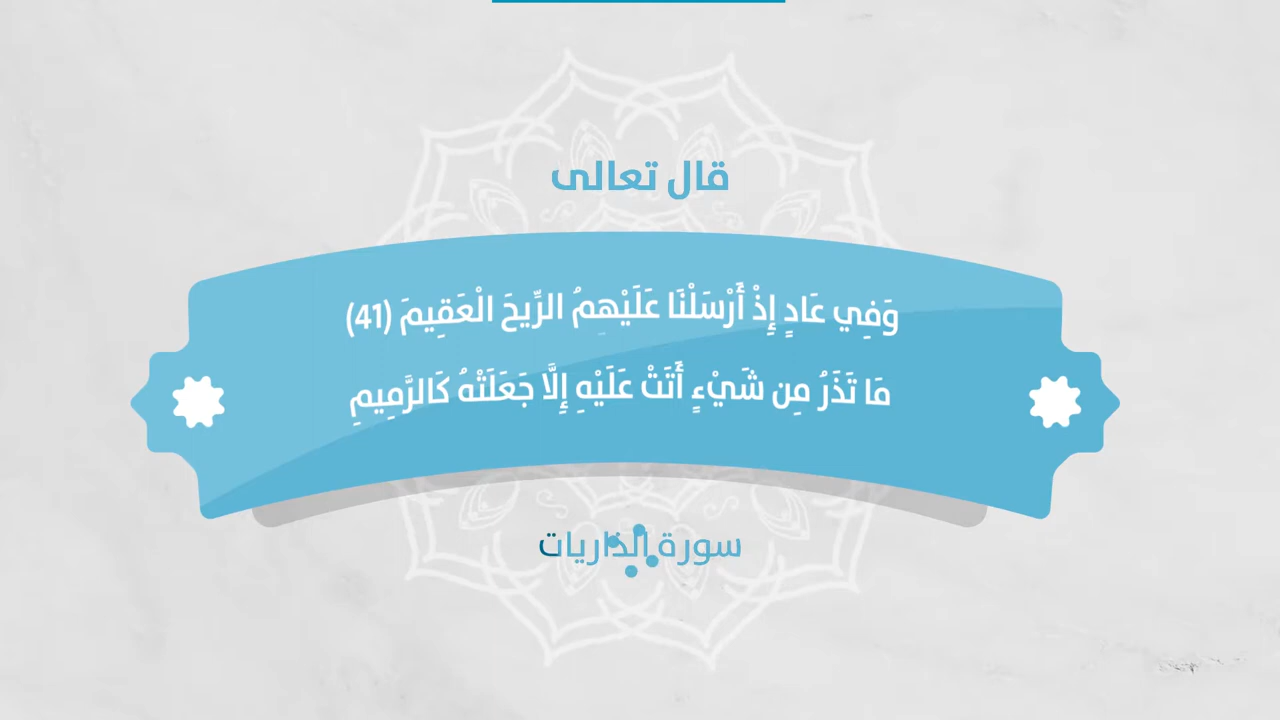 قال تعالى
وَفِي عَادٍ إِذْ أَرْسَلْنَا عَلَيْهِمُ الرِّيحَ الْعَقِيمَ (41)
مَا تَذَرُ مِن شَيْءٍ أَتَتْ عَلَيْهِ إِلَّا جَعَلَتْهُ كَالرَّمِيمِ
سورة الذاريات